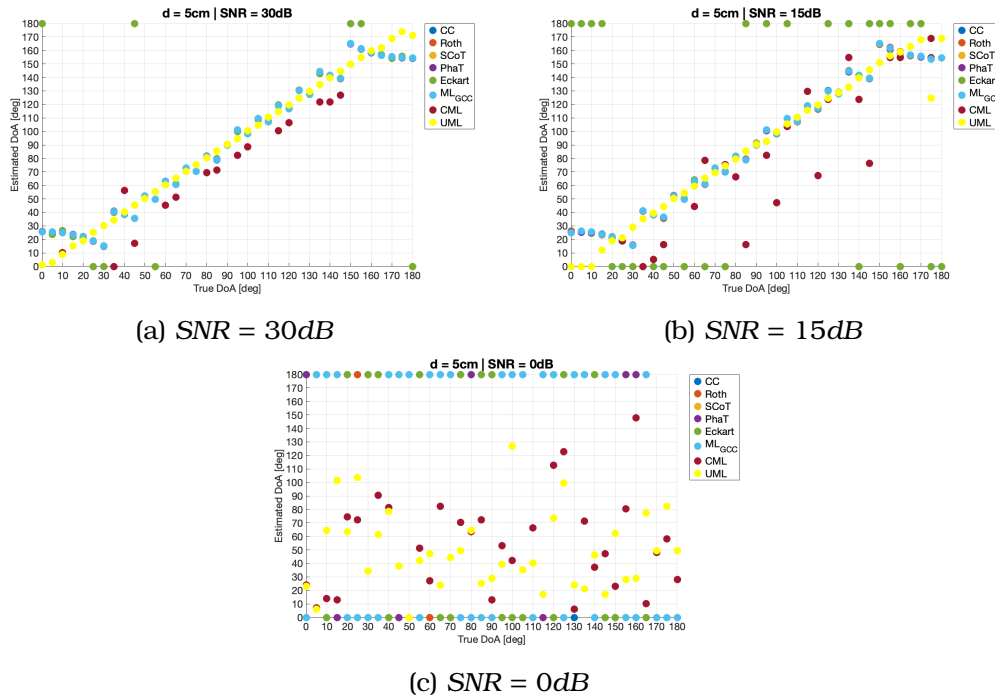 d = 5cm | SNR = 30dB
180
170
160
150
140
130
120
110
100
90
80
70
60
50
40
30
20
10
0
Estimated DoA [deg]
0 10 20 30 40 50 60 70 80 90 100 110 120 130 140 150 160 170 180
True DoA [deg]
CC
Roth
SCoT
PhaT
Eckart
ML_GCC
CML
UML
(a) SNR = 30dB
d = 5cm | SNR = 15dB
180
170
160
150
140
130
120
110
100
90
80
70
60
50
40
30
20
10
0
Estimated DoA [deg]
0 10 20 30 40 50 60 70 80 90 100 110 120 130 140 150 160 170 180
True DoA [deg]
CC
Roth
SCoT
PhaT
Eckart
ML_GCC
CML
UML
(b) SNR = 15dB
d = 5cm | SNR = 0dB
180
170
160
150
140
130
120
110
100
90
80
70
60
50
40
30
20
10
0
Estimated DoA [deg]
0 10 20 30 40 50 60 70 80 90 100 110 120 130 140 150 160 170 180
True DoA [deg]
CC
Roth
SCoT
PhaT
Eckart
ML_GCC
CML
UML
(c) SNR = 0dB